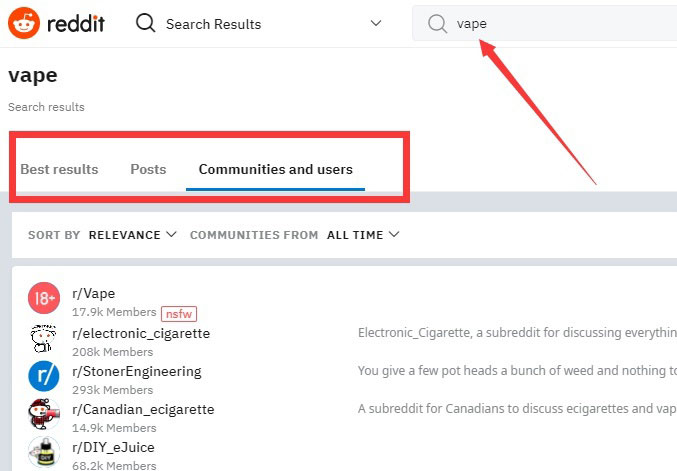 reddit Search Results vape
vape
Search results
Best results Posts Communities and users
SORT BY RELEVANCE COMMUNITIES FROM ALL TIME
18+ r/Vape
17.9k Members nsfw
r/electronic_cigarette Electronic_Cigarette, a subreddit for discussing everythin
208k Members
r/ r/StonerEngineering You give a few pot heads a bunch of weed and nothing to
293k Members
r/Canadian_ecigarette A subreddit for Canadians to discuss ecigarettes and vap
14.9k Members
r/DIY_eJuice
68.2k Members